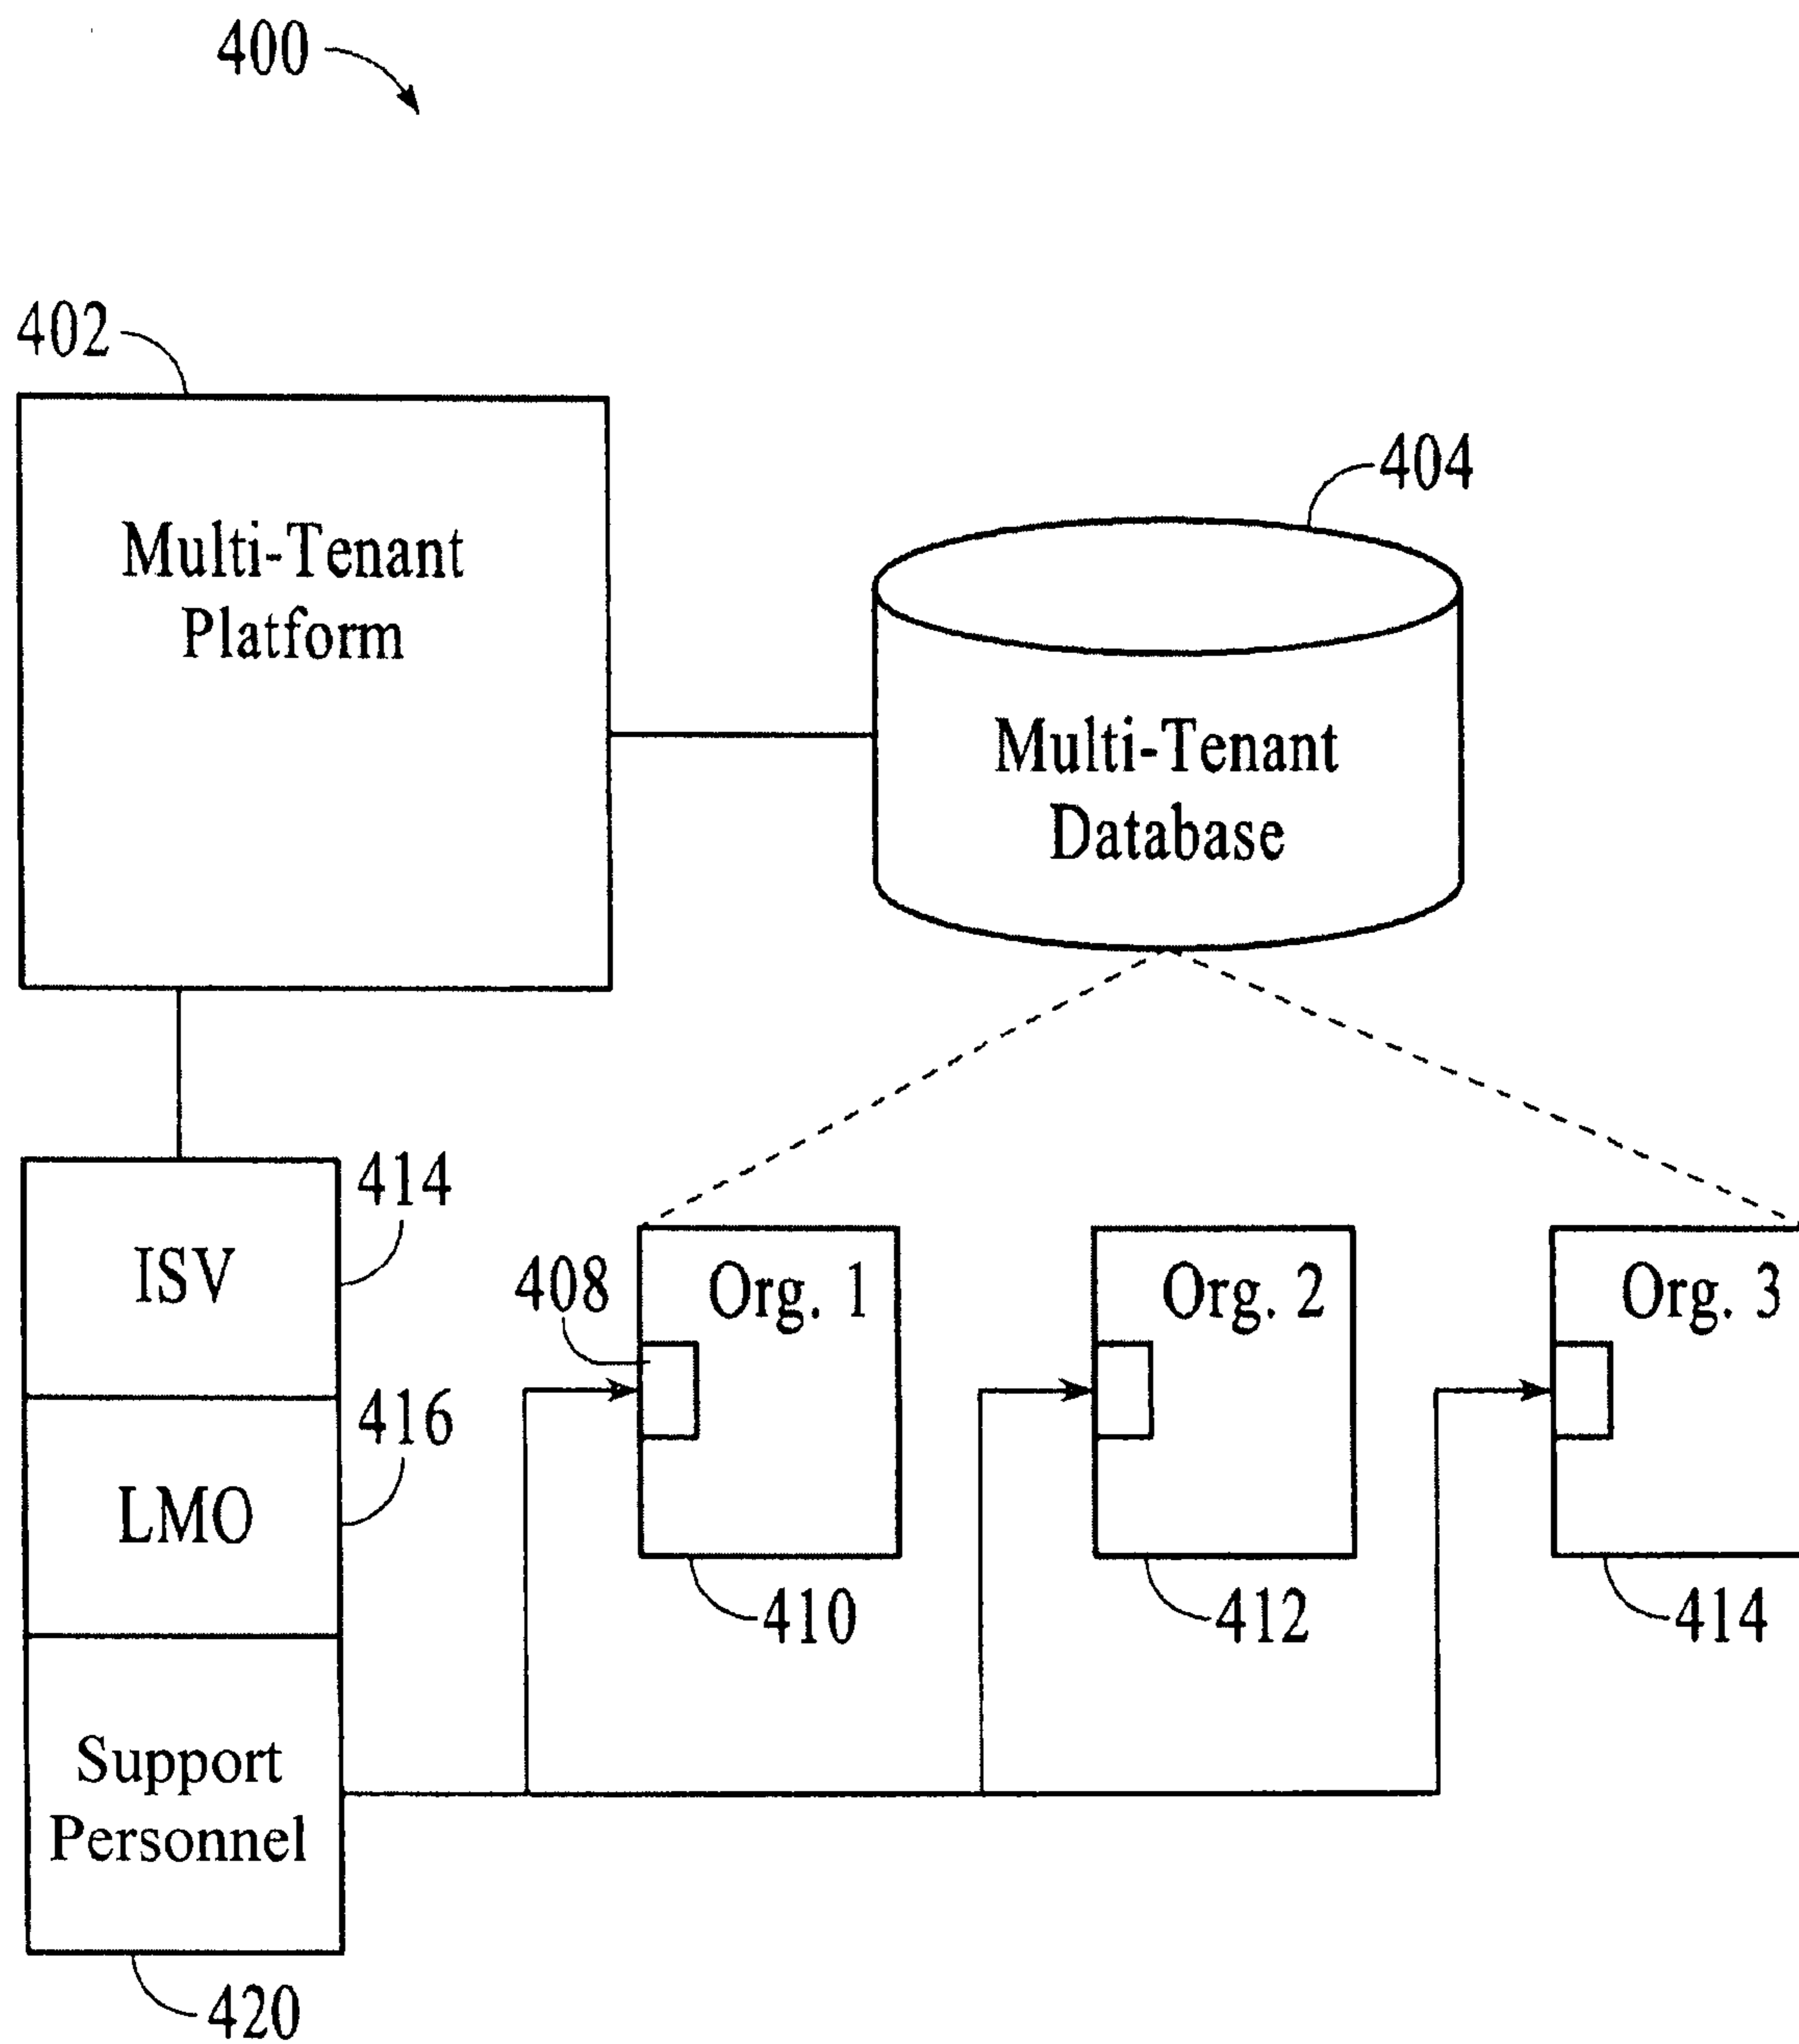 400
402
404
Multi-Tenant
Platform
Multi-Tenant
Database
414
ISV
408
Org. 1
Org. 2
Org. 3
416
LMO
410
412
414
Support
Personnel
420